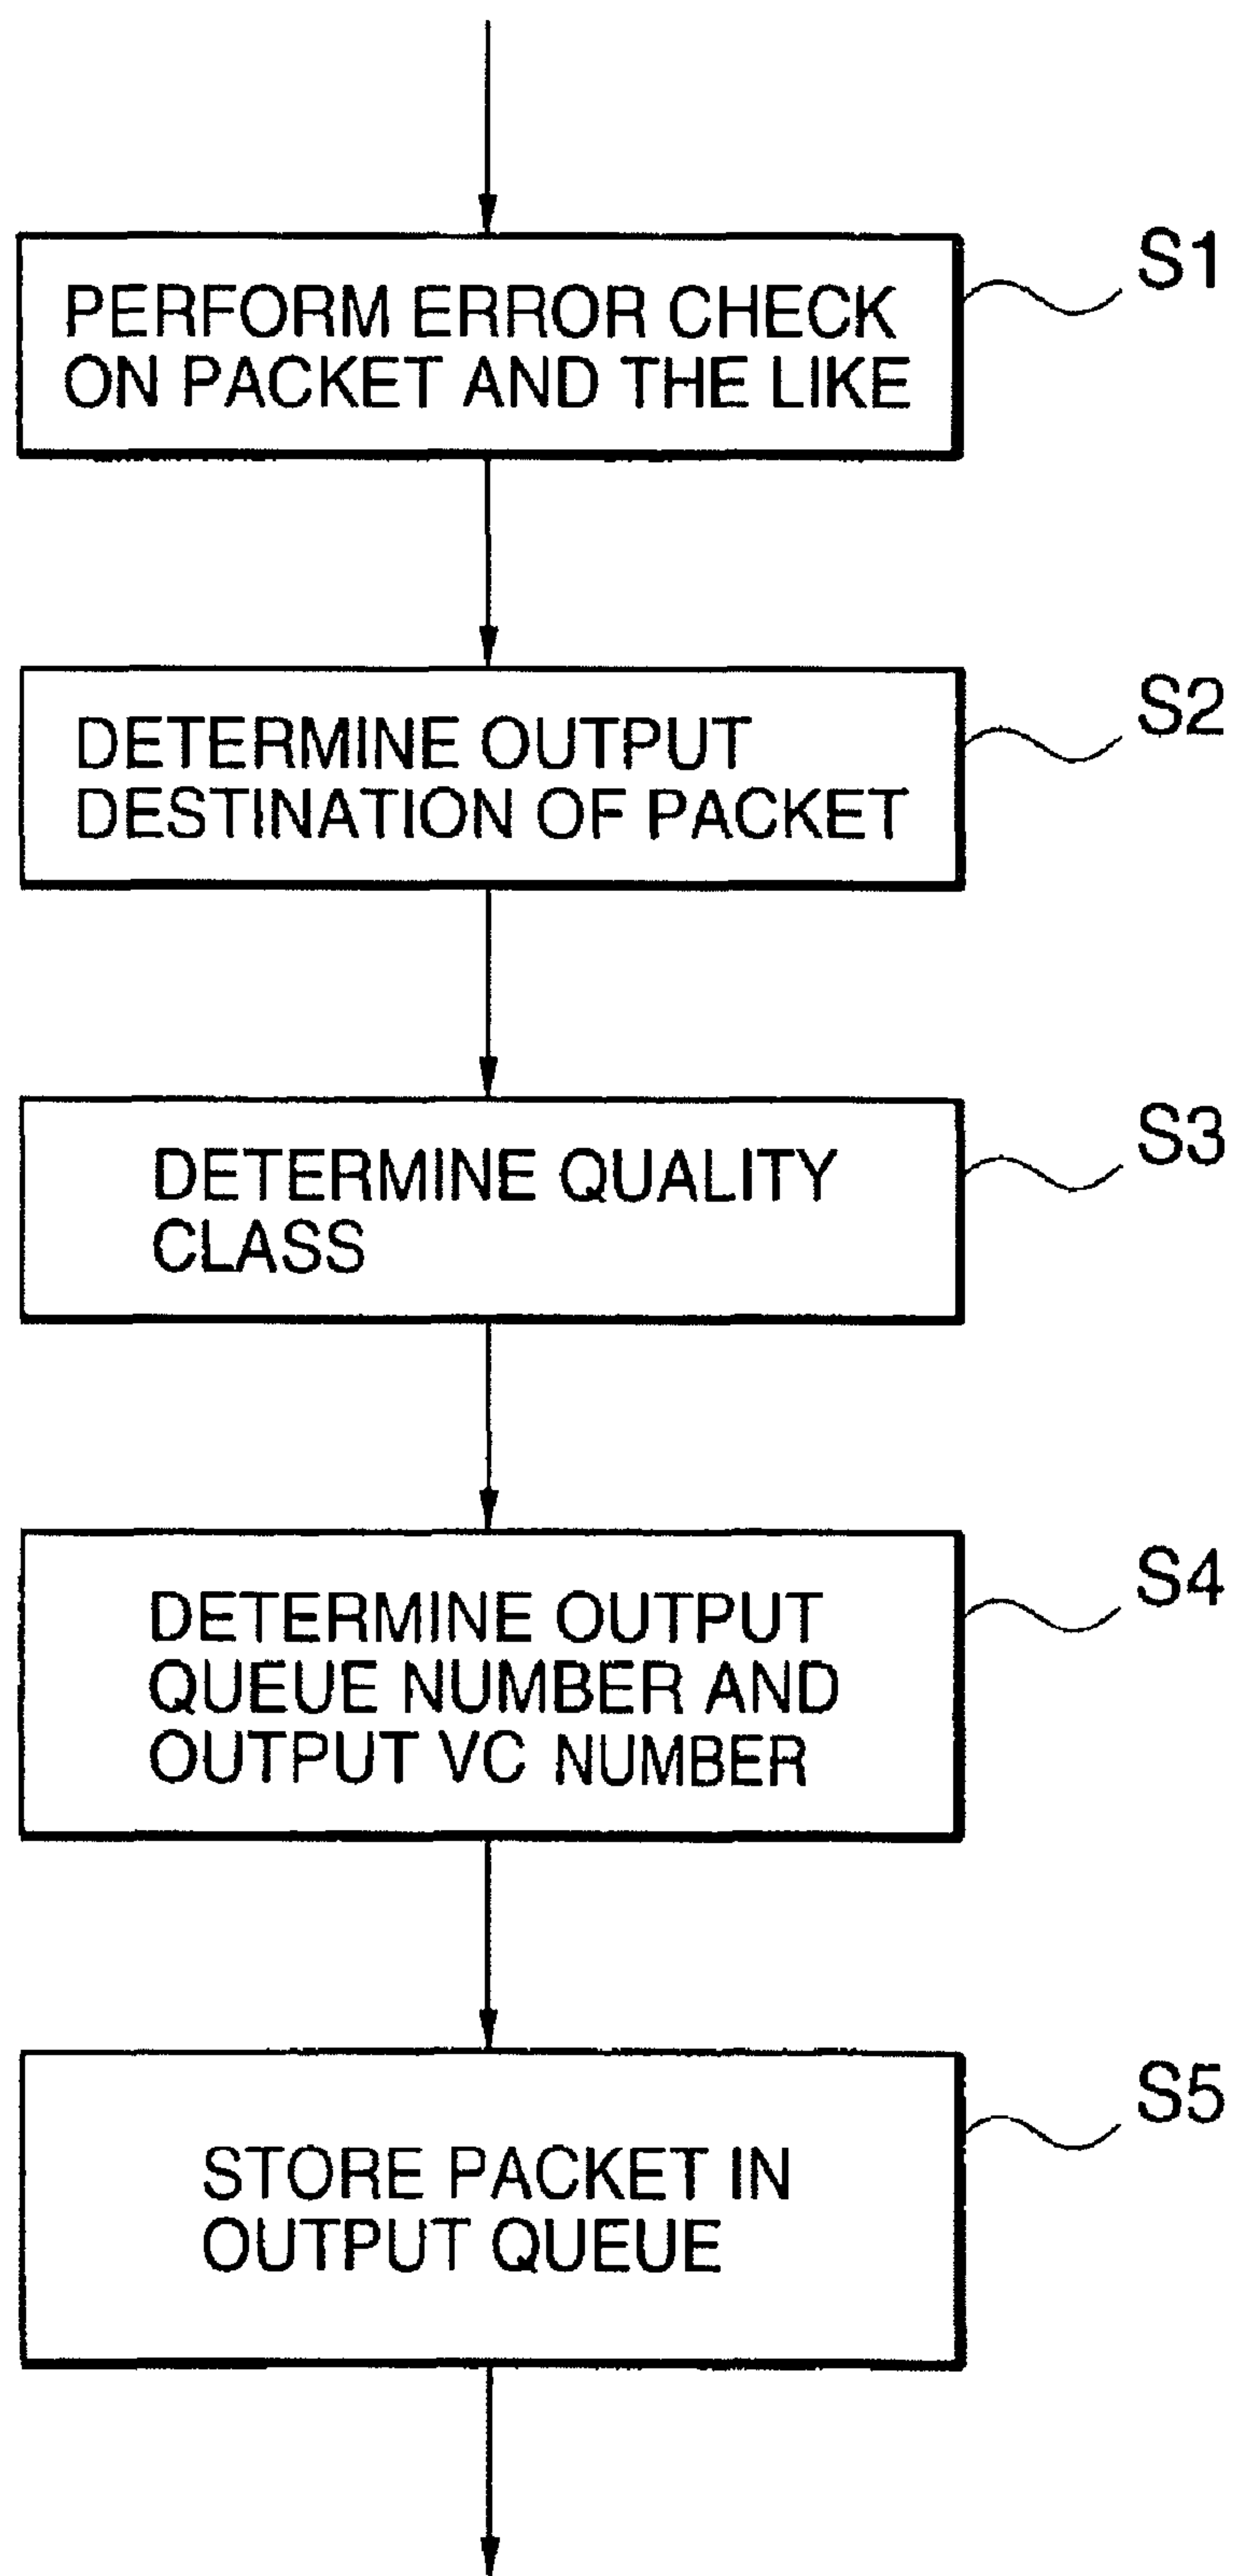 S1
PERFORM ERROR CHECK
ON PACKET AND THE LIKE
S2
DETERMINE OUTPUT
DESTINATION OF PACKET
S3
DETERMINE QUALITY
CLASS
S4
DETERMINE OUTPUT
QUEUE NUMBER AND
OUTPUT VC NUMBER
S5
STORE PACKET IN
OUTPUT QUEUE